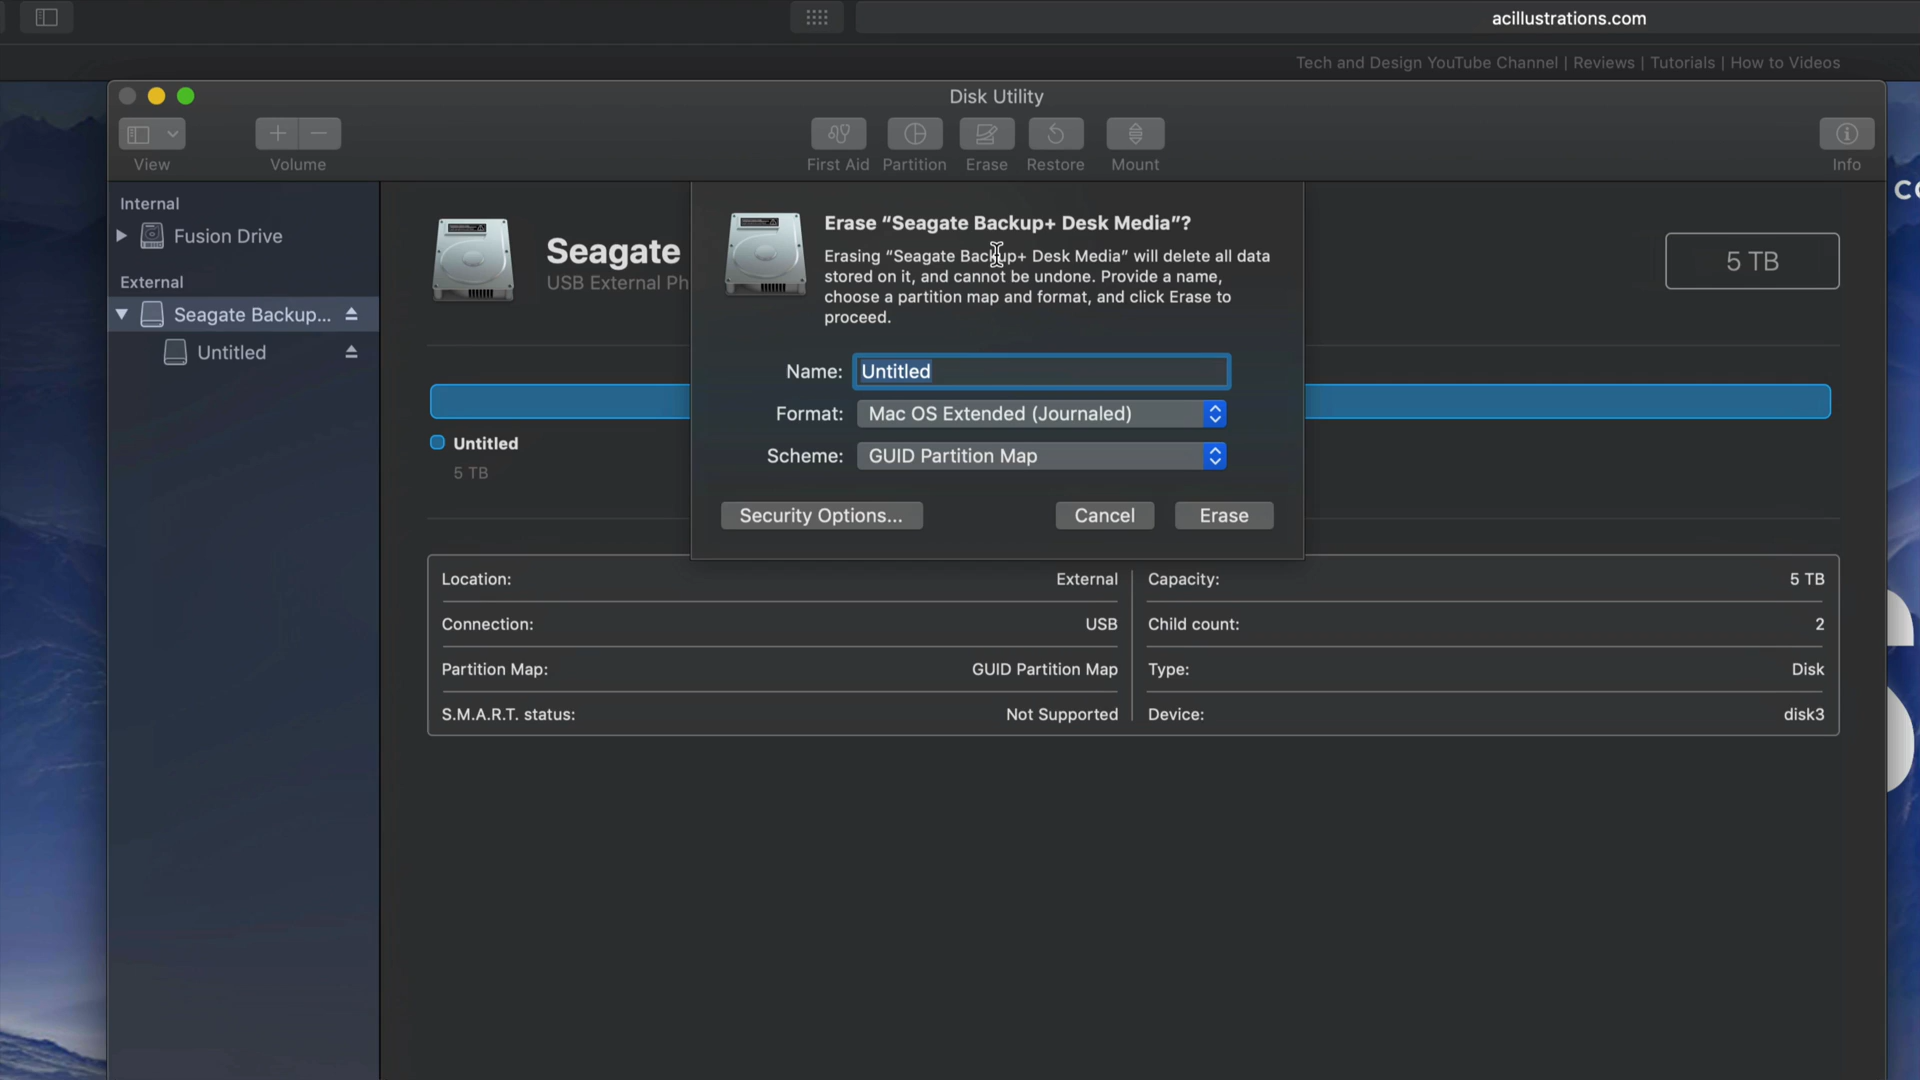 acillustrations.com
Tech and Design YouTube Channel | Reviews | Tutorials | How to Videos
Disk Utility
View
Volume
First Aid
Partition
Erase
Restore
Mount
Info
Internal
Fusion Drive
External
Seagate Backup...
Untitled
Seagate
USB External Ph
5 TB
Erase “Seagate Backup+ Desk Media”?
Erasing “Seagate Backup+ Desk Media” will delete all data
stored on it, and cannot be undone. Provide a name,
choose a partition map and format, and click Erase to
proceed.
Name: Untitled
Format: Mac OS Extended (Journaled)
Scheme: GUID Partition Map
Security Options...
Cancel
Erase
Untitled
5 TB
Location: External
Connection: USB
Partition Map: GUID Partition Map
S.M.A.R.T. status: Not Supported
Capacity: 5 TB
Child count: 2
Type: Disk
Device: disk3